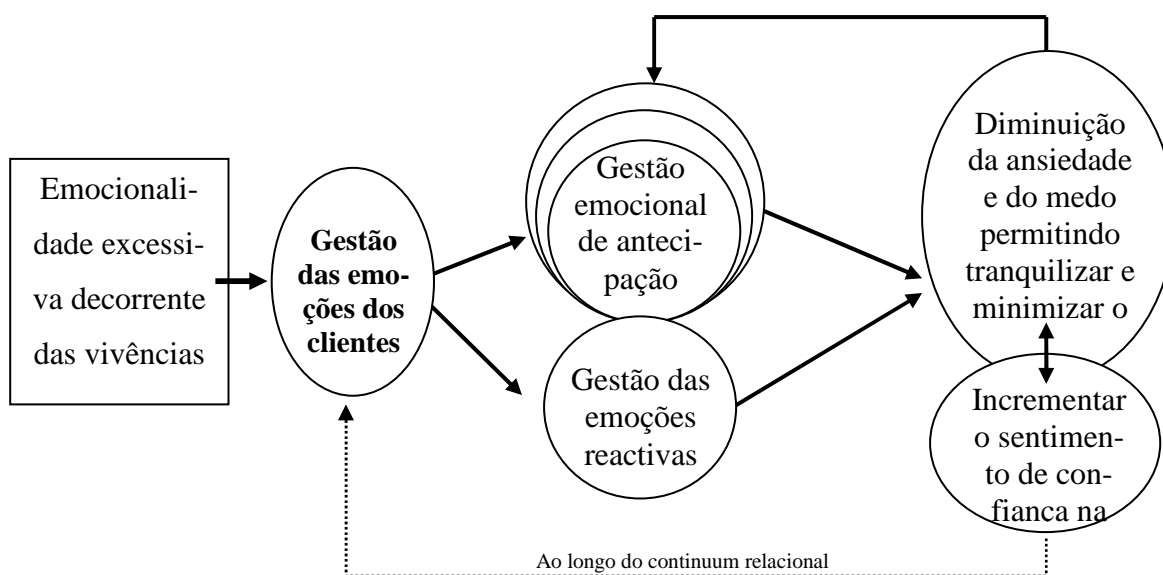 Emocionali-
dade excessi-
va decorrente
das vivências
Gestão
das emo-
ções dos
clientes
Gestão
emocional
de anteci-
pação
Gestão das
emoções
reactivas
Diminuição
da ansiedade
e do medo
permitindo
tranquilizar e
minimizar o
Incrementar
o sentimen-
to de con-
fiança na
Ao longo do continuum relacional